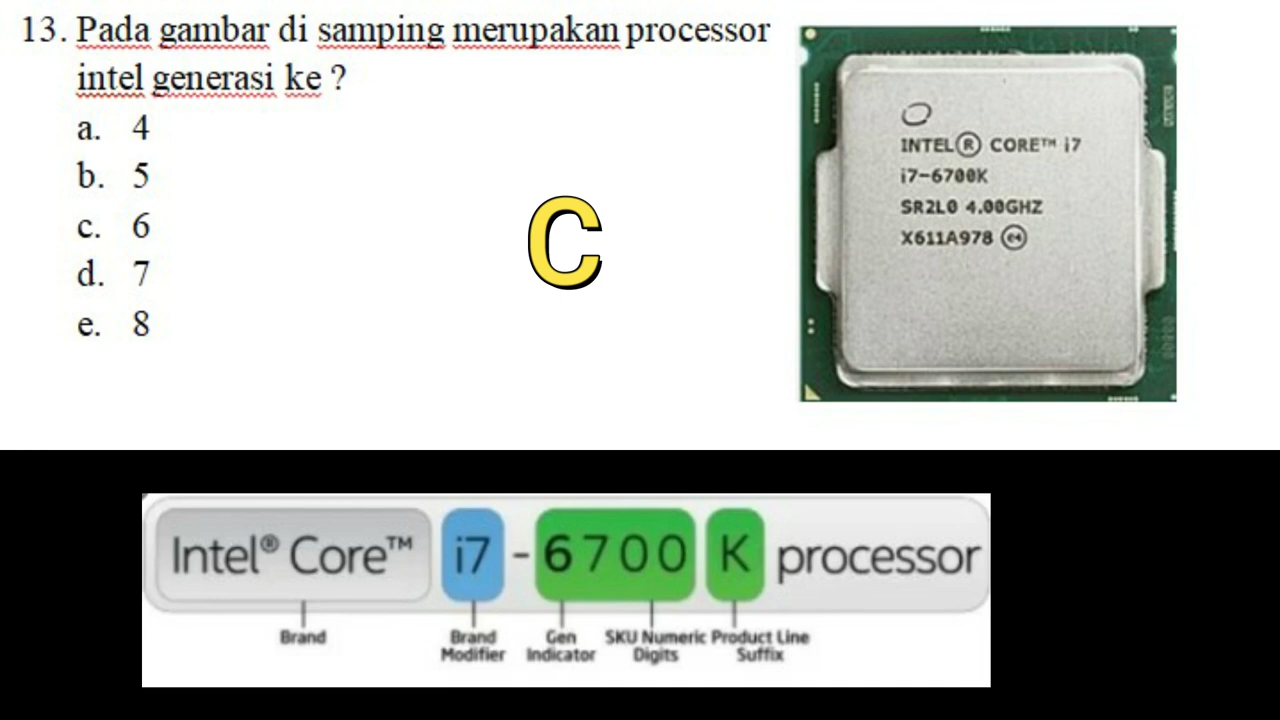 13. Pada gambar di samping merupakan processor
intel generasi ke ?
a. 4
b. 5
c. 6
d. 7
e. 8
C
INTEL® CORE™ i7
i7-6700K
SR2L0 4.00GHZ
X611A978 e4
Intel® Core™ i7 - 6700 K processor
Brand
Brand Modifier
Gen Indicator
SKU Numeric Digits
Product Line Suffix